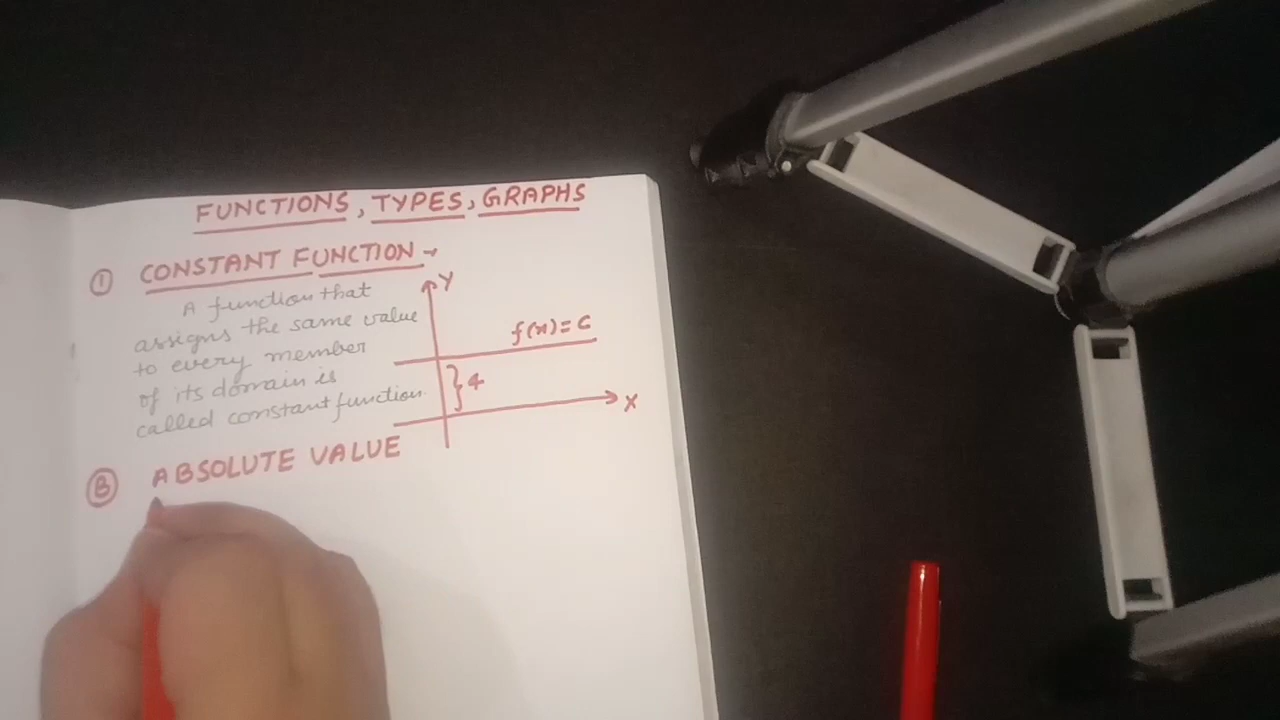 FUNCTIONS, TYPES, GRAPHS
① CONSTANT FUNCTION →
A function that
assigns the same value
to every member
of its domain is
called constant function.
Y
f(x) = C
4
X
Ⓑ ABSOLUTE VALUE